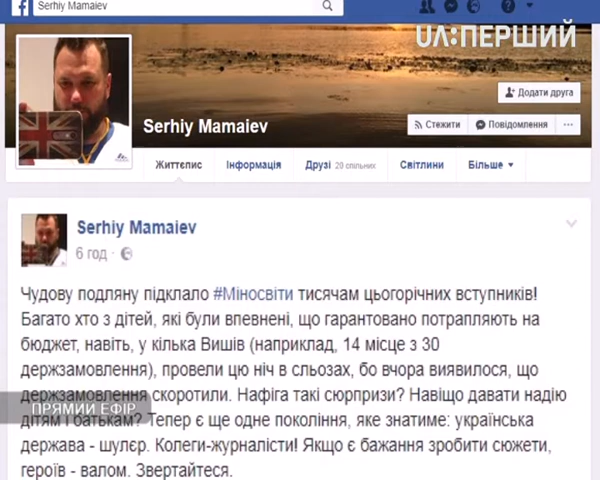 Serhiy Mamaiev
UA:ПЕРШИЙ
Додати друга
Serhiy Mamaiev
Стежити
Повідомлення
Життєпис Інформація Друзі 20 спільних Світлини Більше
Serhiy Mamaiev
6 год
Чудову подляну підклало #Міносвіти тисячам цьогорічних вступників!
Багато хто з дітей, які були впевнені, що гарантовано потрапляють на
бюджет, навіть, у кілька Вишів (наприклад, 14 місце з 30
держзамовлення), провели цю ніч в сльозах, бо вчора виявилося, що
держзамовлення скоротили. Нафіга такі сюрпризи? Навіщо давати надію
ПРЯМИЙ ЕФІР
дітям і батькам? Тепер є ще одне покоління, яке знатиме: українська
держава - шулєр. Колеги-журналісти! Якщо є бажання зробити сюжети,
героїв - валом. Звертайтеся.